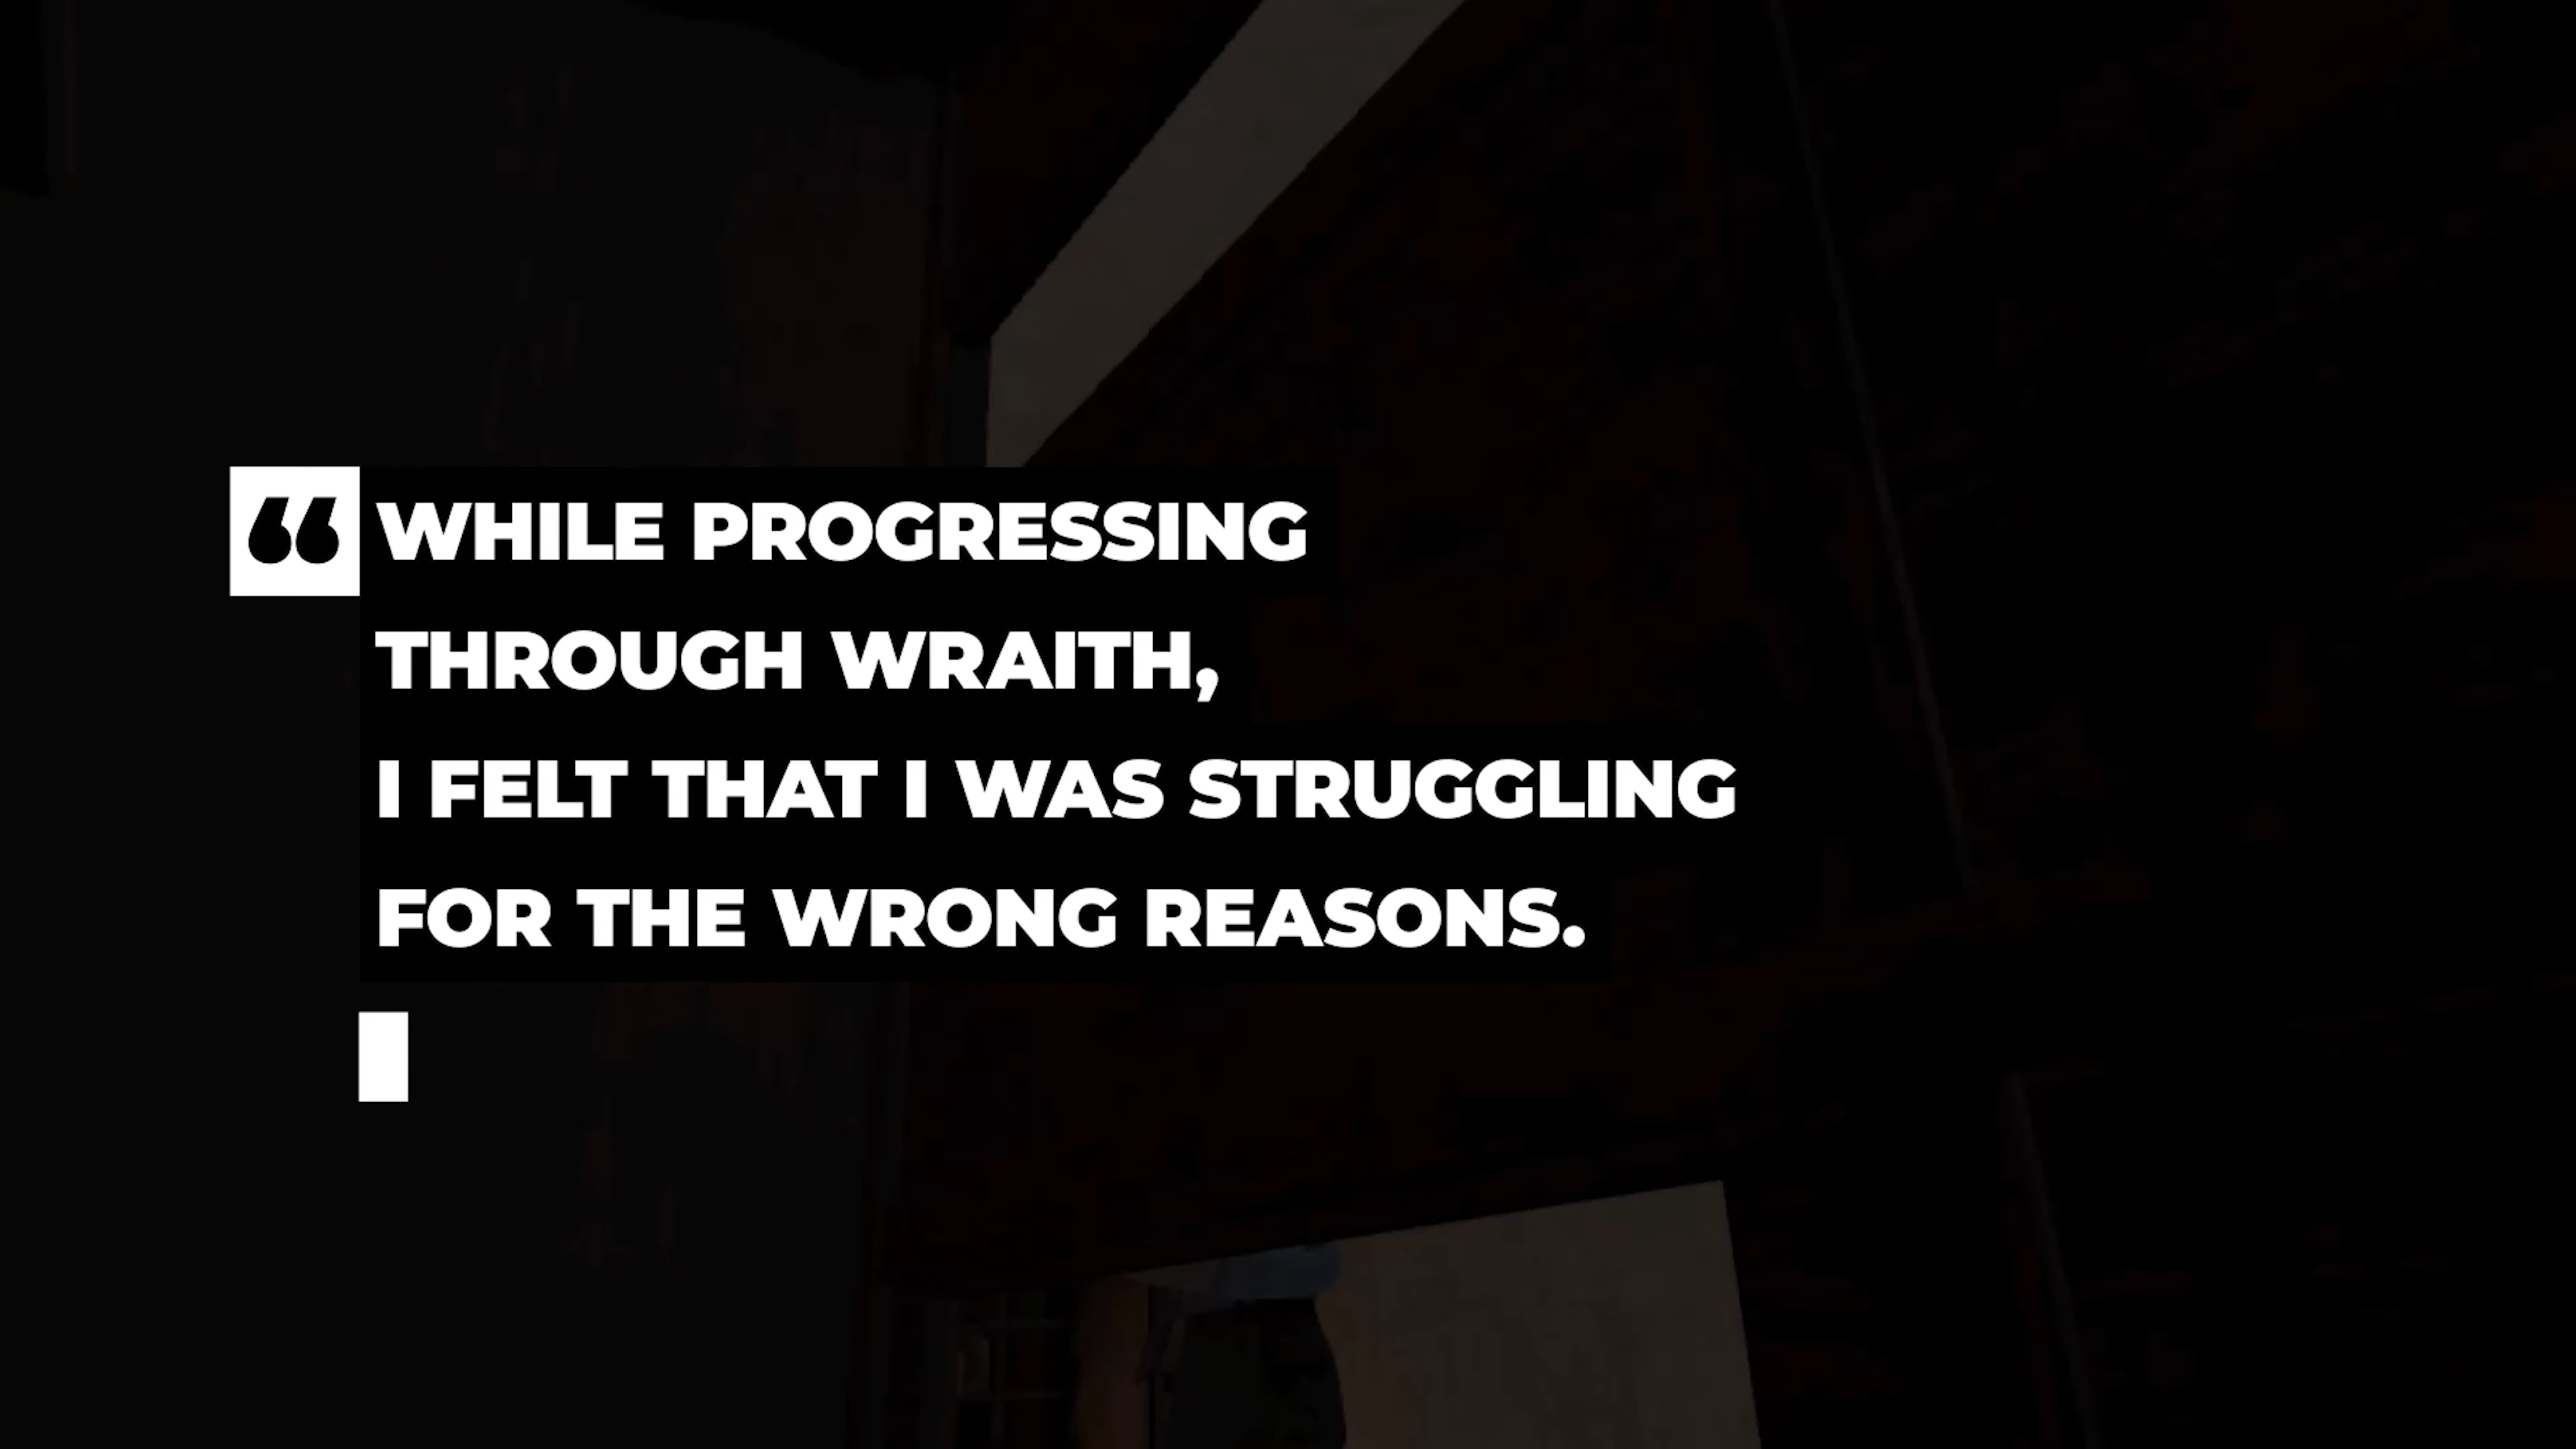 “ WHILE PROGRESSING
THROUGH WRAITH,
I FELT THAT I WAS STRUGGLING
FOR THE WRONG REASONS.